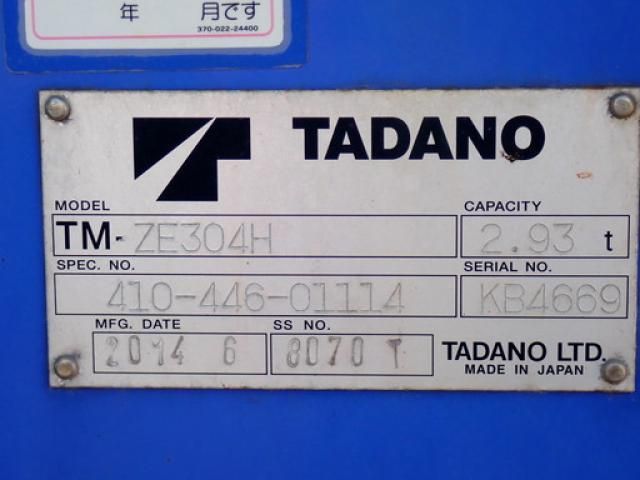 年 月です
370-022-24400
TADANO
MODEL CAPACITY
TM-ZE304H 2.93 t
SPEC. NO. SERIAL NO.
410-446-01114 KB4669
MFG. DATE SS NO.
2014 6 8070 T TADANO LTD.
MADE IN JAPAN